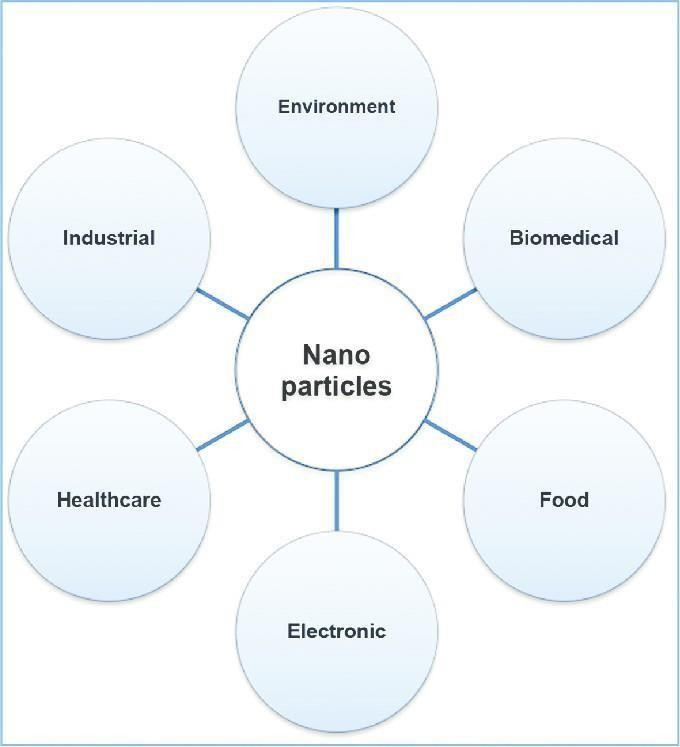 Environment
Industrial
Biomedical
Nano
particles
Healthcare
Food
Electronic